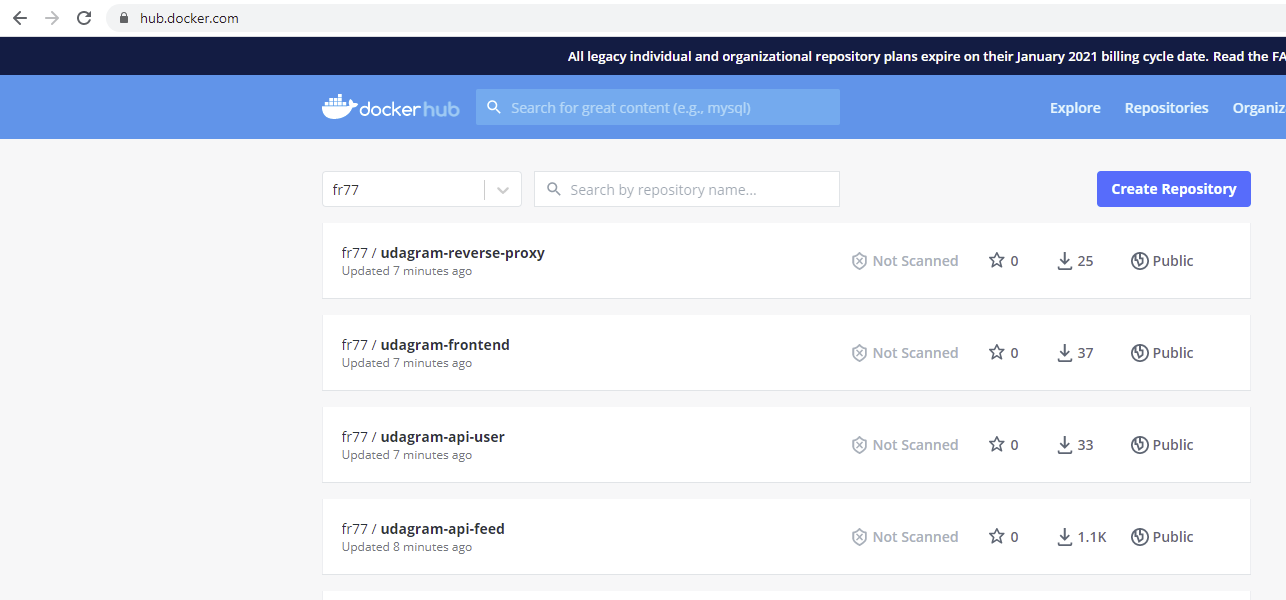 hub.docker.com
All legacy individual and organizational repository plans expire on their January 2021 billing cycle date. Read the FA
dockerhub Search for great content (e.g., mysql) Explore Repositories Organiz
fr77 Search by repository name... Create Repository
fr77 / udagram-reverse-proxy
Updated 7 minutes ago
Not Scanned 0 25 Public
fr77 / udagram-frontend
Updated 7 minutes ago
Not Scanned 0 37 Public
fr77 / udagram-api-user
Updated 7 minutes ago
Not Scanned 0 33 Public
fr77 / udagram-api-feed
Updated 8 minutes ago
Not Scanned 0 1.1K Public